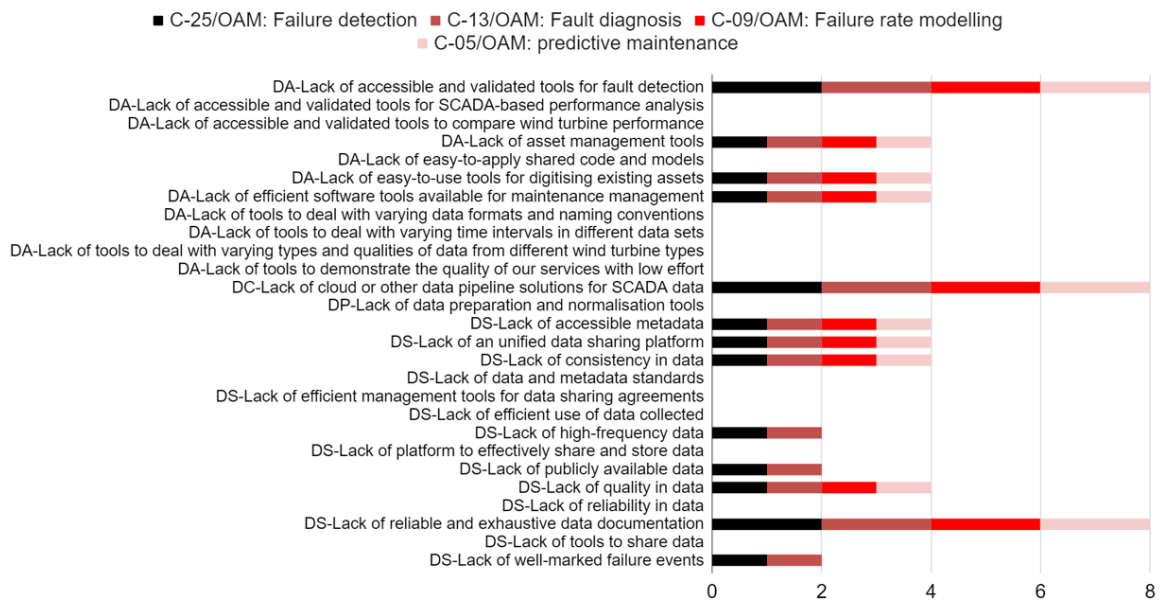 C-25/OAM: Failure detection C-13/OAM: Fault diagnosis C-09/OAM: Failure rate modelling
C-05/OAM: predictive maintenance
DA-Lack of accessible and validated tools for fault detection
DA-Lack of accessible and validated tools for SCADA-based performance analysis
DA-Lack of accessible and validated tools to compare wind turbine performance
DA-Lack of asset management tools
DA-Lack of easy-to-apply shared code and models
DA-Lack of easy-to-use tools for digitising existing assets
DA-Lack of efficient software tools available for maintenance management
DA-Lack of tools to deal with varying data formats and naming conventions
DA-Lack of tools to deal with varying time intervals in different data sets
DA-Lack of tools to deal with varying types and qualities of data from different wind turbine types
DA-Lack of tools to demonstrate the quality of our services with low effort
DC-Lack of cloud or other data pipeline solutions for SCADA data
DP-Lack of data preparation and normalisation tools
DS-Lack of accessible metadata
DS-Lack of an unified data sharing platform
DS-Lack of consistency in data
DS-Lack of data and metadata standards
DS-Lack of efficient management tools for data sharing agreements
DS-Lack of efficient use of data collected
DS-Lack of high-frequency data
DS-Lack of platform to effectively share and store data
DS-Lack of publicly available data
DS-Lack of quality in data
DS-Lack of reliability in data
DS-Lack of reliable and exhaustive data documentation
DS-Lack of tools to share data
DS-Lack of well-marked failure events
0 2 4 6 8